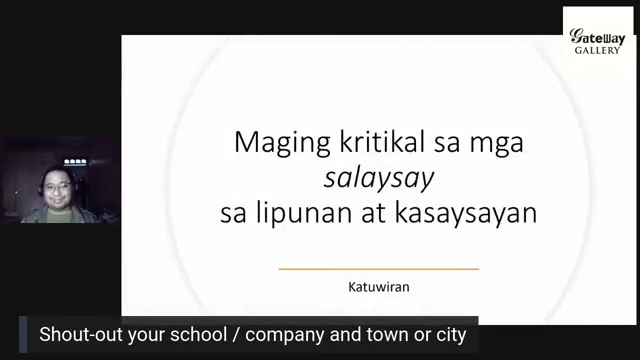 GateWay
GALLERY
Maging kritikal sa mga
salaysay
sa lipunan at kasaysayan
Katuwiran
Shout-out your school / company and town or city